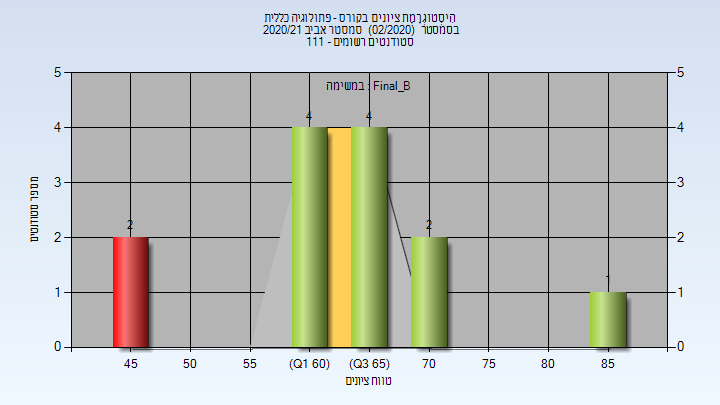 היסטוגרמת ציונים בקורס - פתולוגיה כללית
בסמסטר (02/2020) סמסטר אביב 2020/21
סטודנטים רשומים - 111
במשימה : Final_B
5 5
4 4
4 4
3 3
2 2
2 2
1
1 1
0 0
מספר סטודנטים
45 50 55 (Q1 60) (Q3 65) 70 75 80 85
טווח ציונים